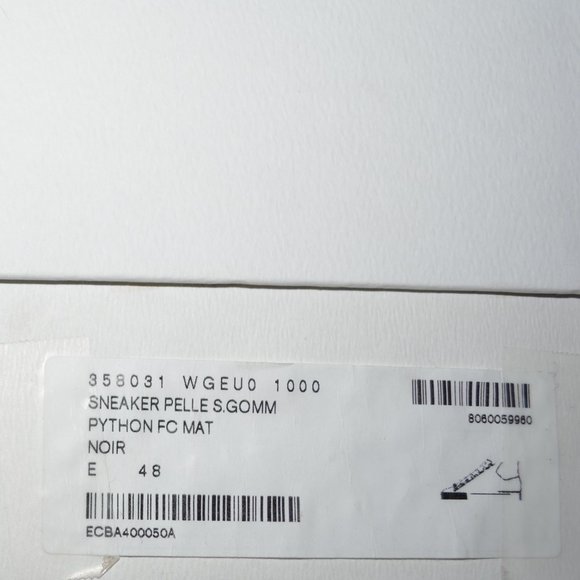 358031 WGEU0 1000
SNEAKER PELLE S.GOMM
PYTHON FC MAT
NOIR
E 48
ECBA400050A
8060059960